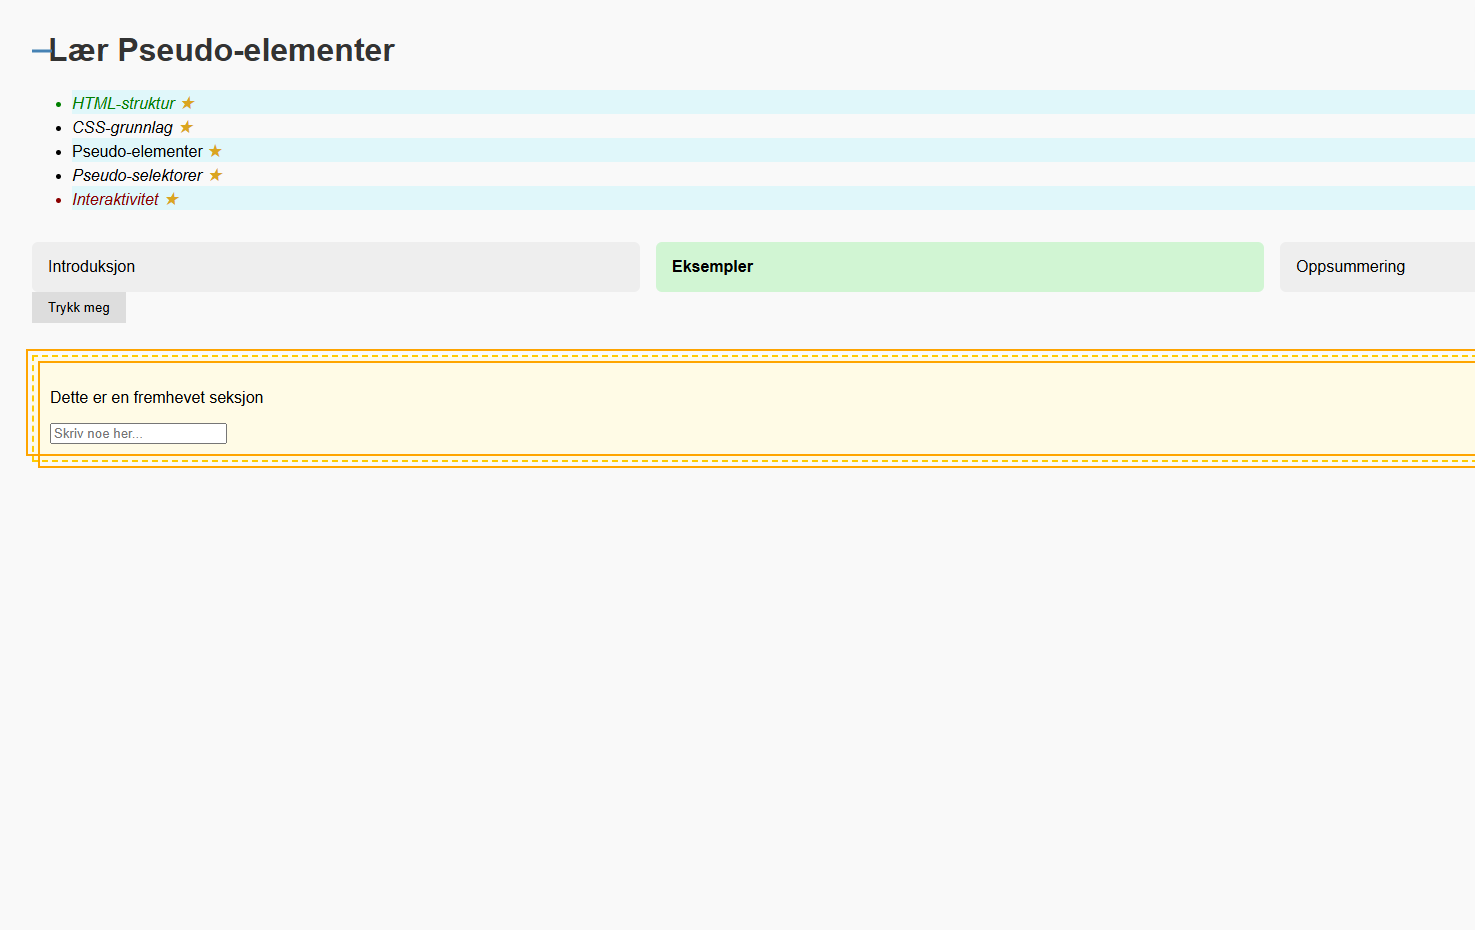 Lær Pseudo-elementer
• HTML-struktur ★
• CSS-grunnlag ★
• Pseudo-elementer ★
• Pseudo-selektorer ★
• Interaktivitet ★
Introduksjon
Eksempler
Oppsummering
Trykk meg
Dette er en fremhevet seksjon
Skriv noe her...